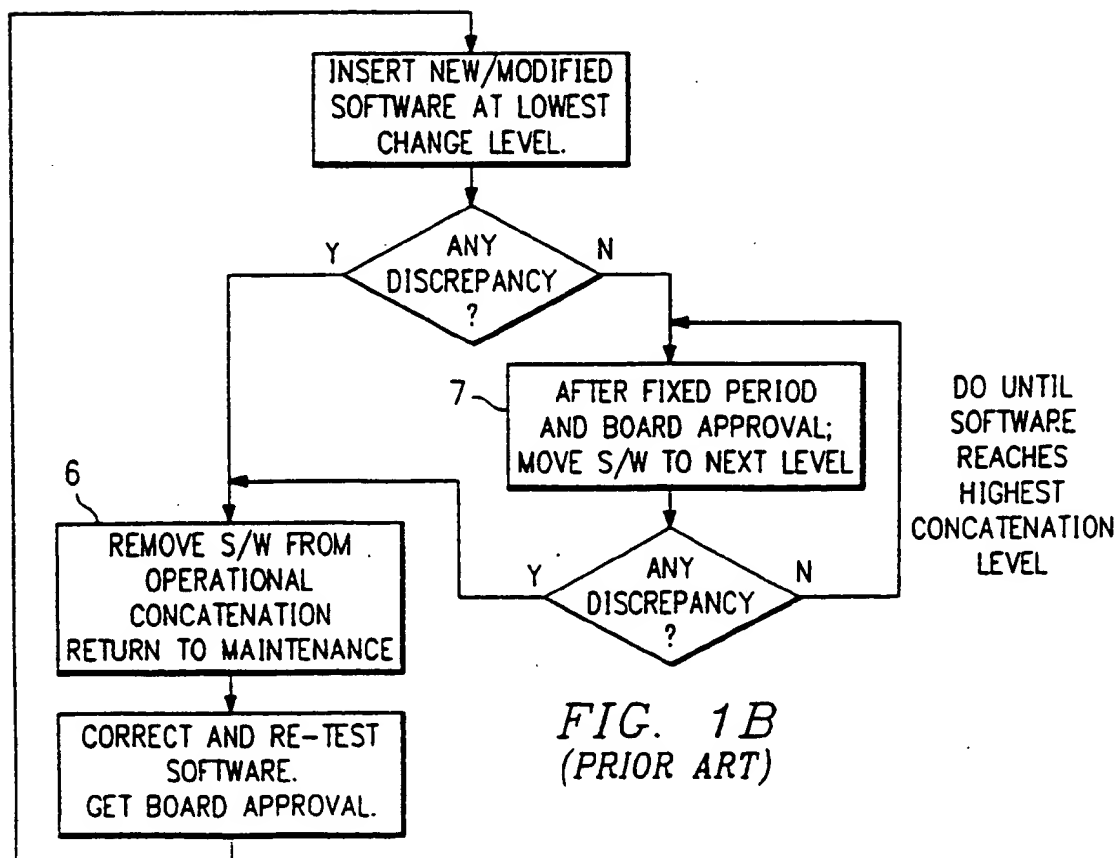 INSERT NEW/MODIFIED
SOFTWARE AT LOWEST
CHANGE LEVEL.
Y
ANY
DISCREPANCY
?
N
7
AFTER FIXED PERIOD
AND BOARD APPROVAL;
MOVE S/W TO NEXT LEVEL
DO UNTIL
SOFTWARE
REACHES
HIGHEST
CONCATENATION
LEVEL
6
REMOVE S/W FROM
OPERATIONAL
CONCATENATION
RETURN TO MAINTENANCE
Y
ANY
DISCREPANCY
?
N
CORRECT AND RE-TEST
SOFTWARE.
GET BOARD APPROVAL.
FIG. 1B
(PRIOR ART)